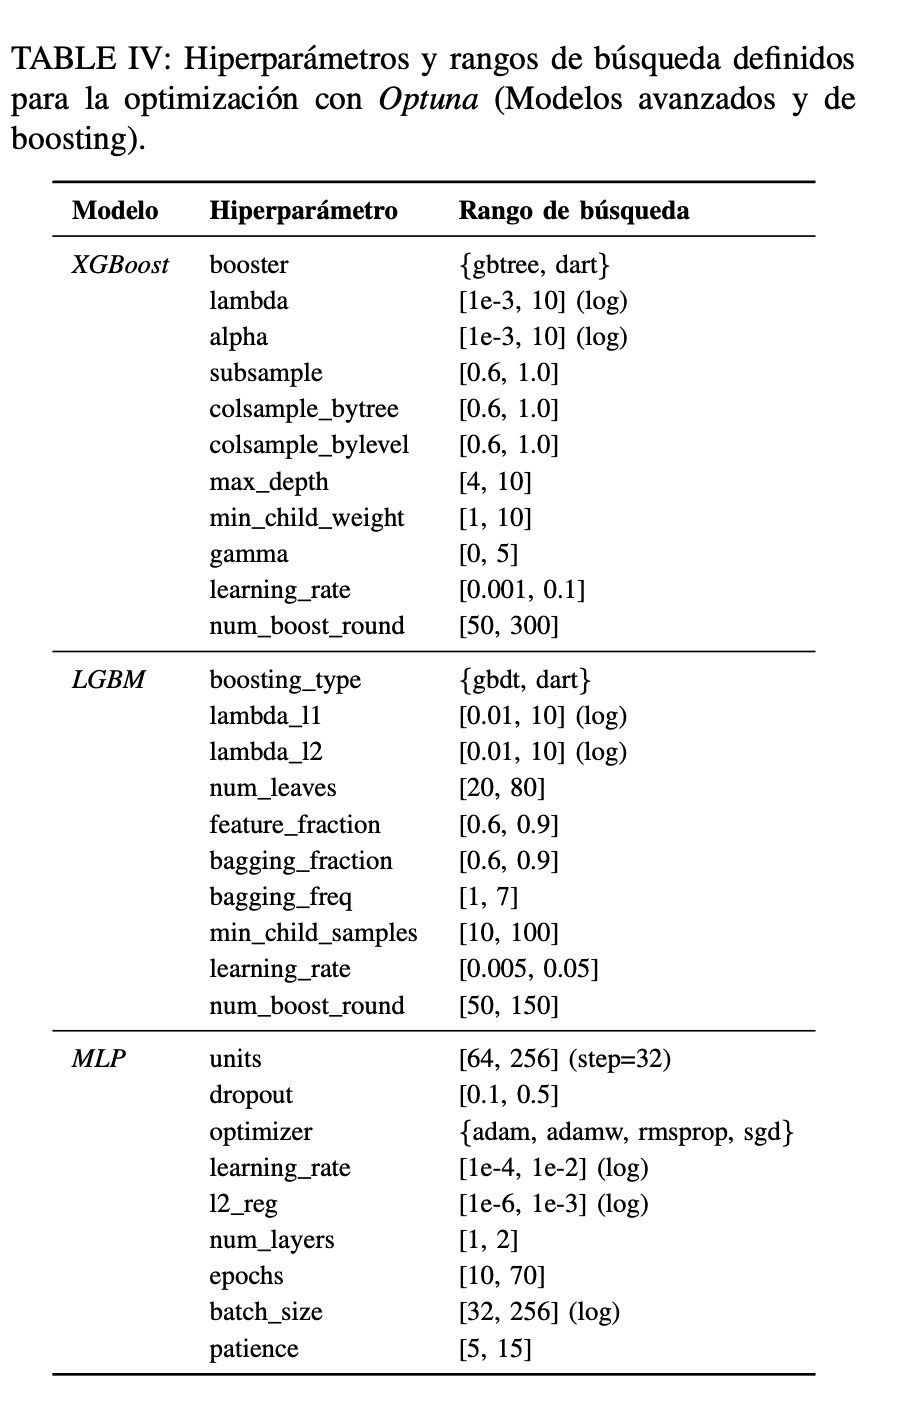 TABLE IV: Hiperparámetros y rangos de búsqueda definidos
para la optimización con Optuna (Modelos avanzados y de
boosting).
Modelo Hiperparámetro Rango de búsqueda
XGBoost booster {gbtree, dart}
lambda [1e-3, 10] (log)
alpha [1e-3, 10] (log)
subsample [0.6, 1.0]
colsample_bytree [0.6, 1.0]
colsample_bylevel [0.6, 1.0]
max_depth [4, 10]
min_child_weight [1, 10]
gamma [0, 5]
learning_rate [0.001, 0.1]
num_boost_round [50, 300]
LGBM boosting_type {gbdt, dart}
lambda_l1 [0.01, 10] (log)
lambda_l2 [0.01, 10] (log)
num_leaves [20, 80]
feature_fraction [0.6, 0.9]
bagging_fraction [0.6, 0.9]
bagging_freq [1, 7]
min_child_samples [10, 100]
learning_rate [0.005, 0.05]
num_boost_round [50, 150]
MLP units [64, 256] (step=32)
dropout [0.1, 0.5]
optimizer {adam, adamw, rmsprop, sgd}
learning_rate [1e-4, 1e-2] (log)
l2_reg [1e-6, 1e-3] (log)
num_layers [1, 2]
epochs [10, 70]
batch_size [32, 256] (log)
patience [5, 15]